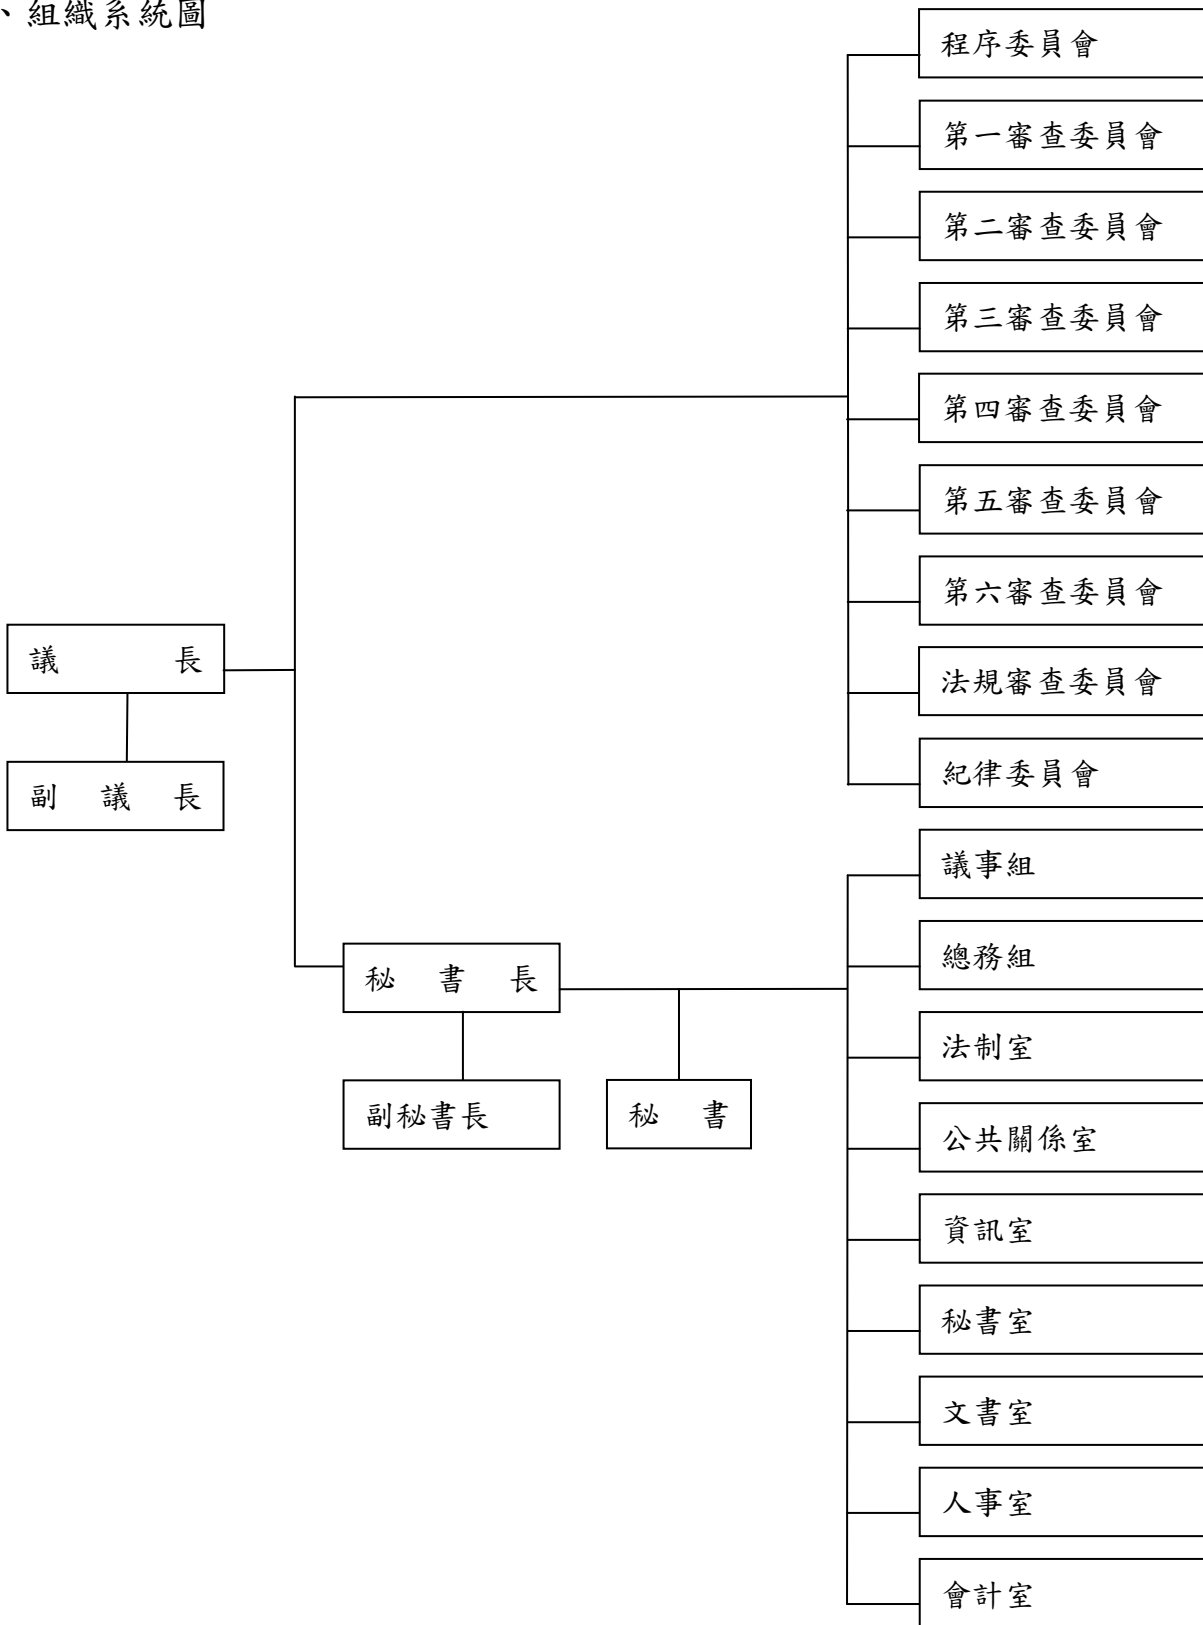 、組織系統圖
程序委員會
第一審查委員會
第二審查委員會
第三審查委員會
第四審查委員會
第五審查委員會
第六審查委員會
法規審查委員會
紀律委員會
議長
副議長
秘書長
副秘書長
秘書
議事組
總務組
法制室
公共關係室
資訊室
秘書室
文書室
人事室
會計室